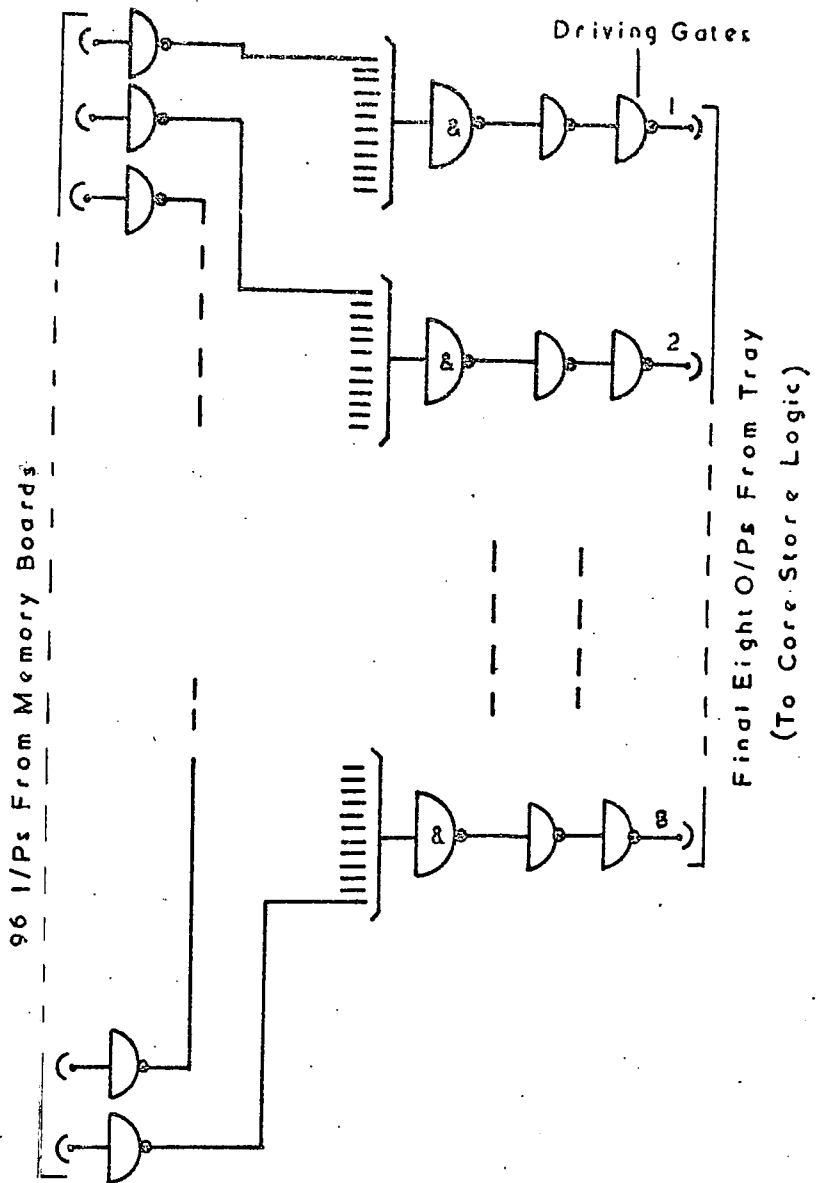 Driving Gates
1
&
2
&
8
&
96 I/Ps From Memory Boards
Final Eight O/Ps From Tray
(To Core Store Logic)